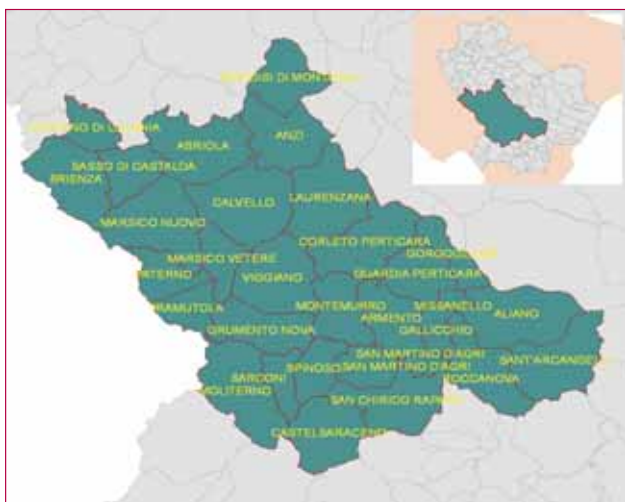 ANZI
ABRIOLA
SASSO DI CASTALDA
BRIENZA
CALVELLO
LAURENZANA
MARSICO NUOVO
CORLETO PERTICARA
MARSICO VETERE
PATERNO
VIGGIANO
GUARDIA PERTICARA
TRAMUTOLA
MONTEMURRO
MISSANELLO
ALIANO
ARMENTO
GRUMENTO NOVA
GALLICCHIO
SAN MARTINO D'AGRI
SANT'ARCANGELO
SPINOSO
SAN MARTINO D'AGRI
SARCONI
ROCCANOVA
MOLITERNO
SAN CHIRICO RAPARO
CASTELSARACENO